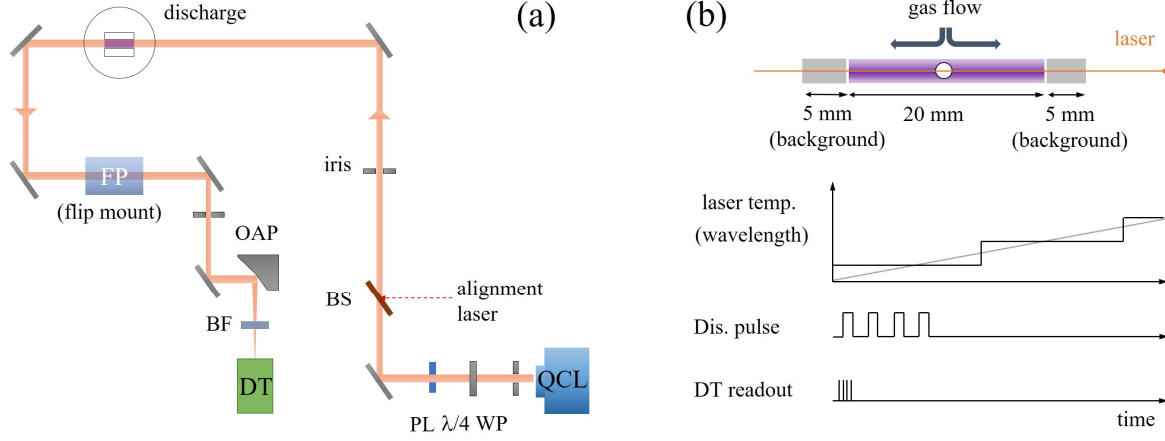 (a)
discharge
iris
FP
(flip mount)
OAP
BS
alignment
laser
BF
DT
QCL
PL λ/4 WP
(b)
gas flow
laser
5 mm
(background)
20 mm
5 mm
(background)
laser temp.
(wavelength)
Dis. pulse
DT readout
time